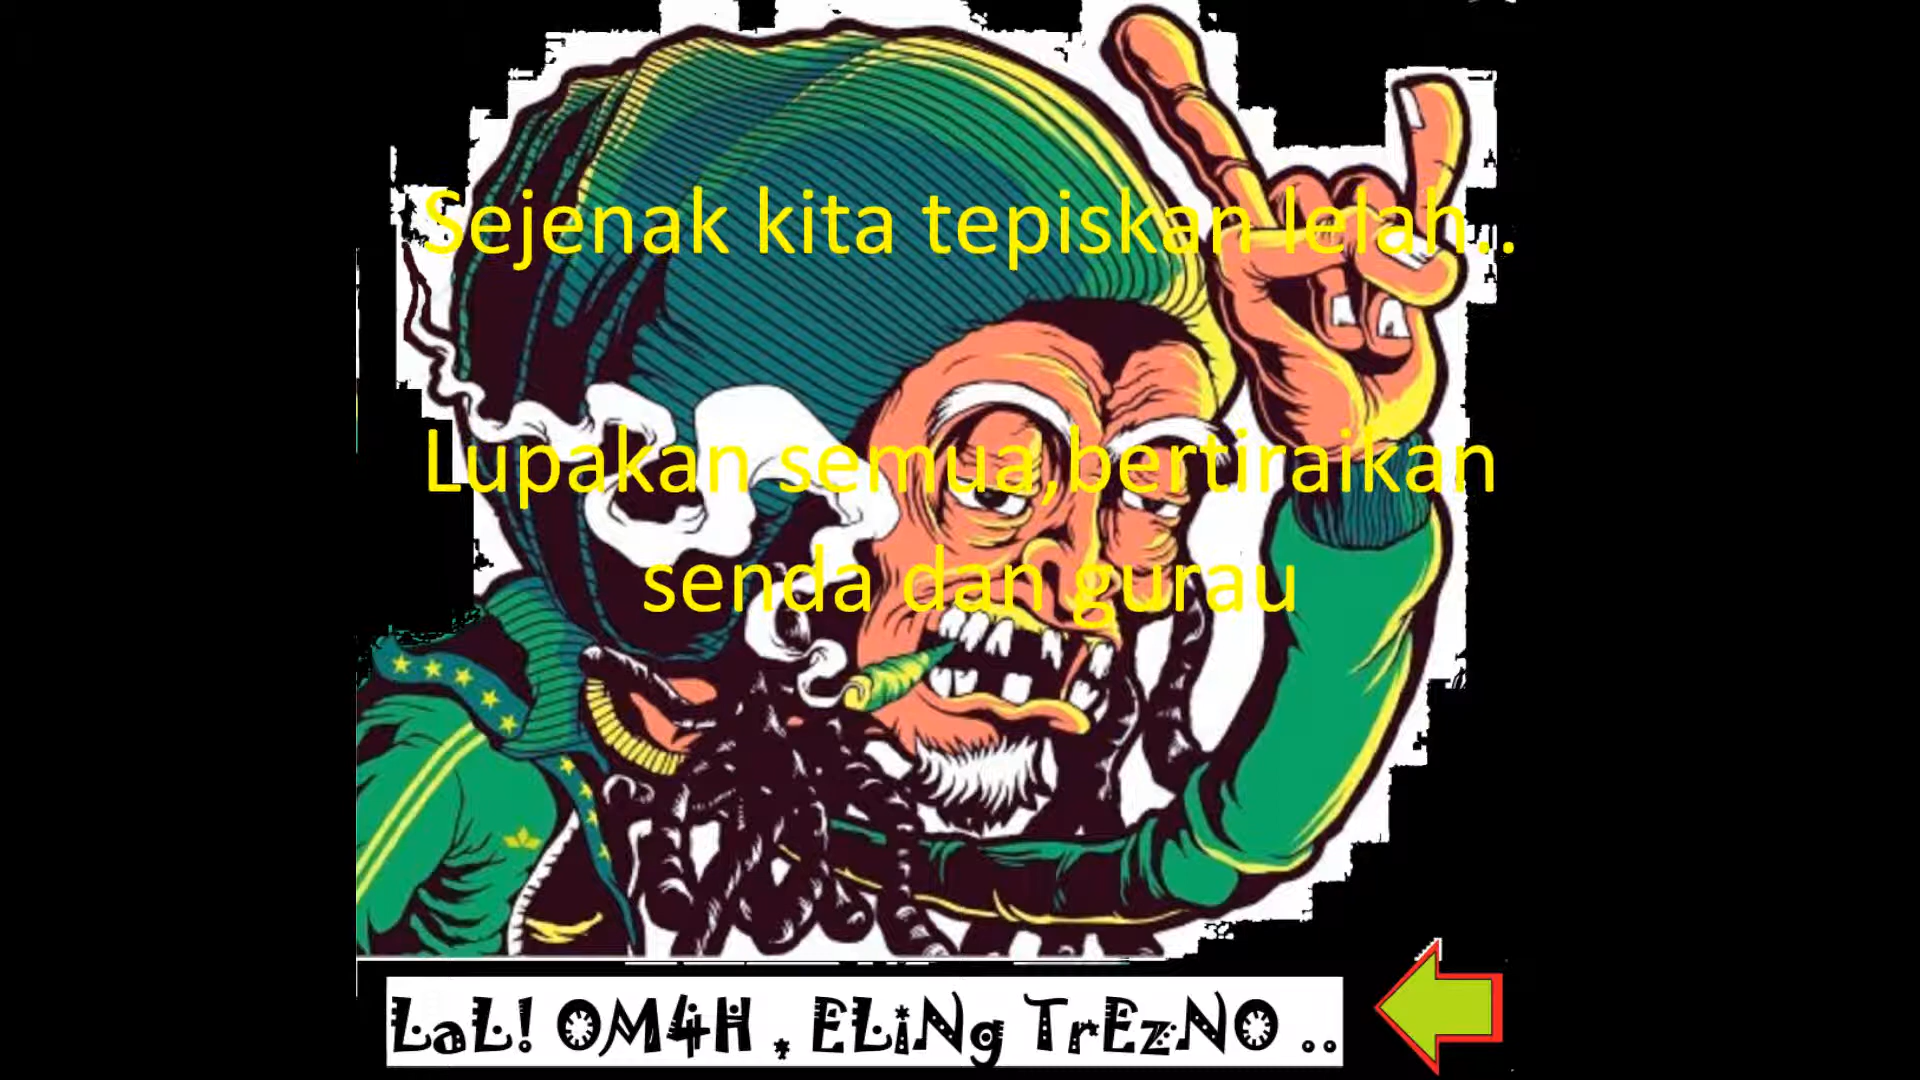 Sejenak kita tepiskan lelah..
Lupakan semua,bertiraikan
senda dan gurau
LaL! OM4H , ELiNg TrEzNO ..